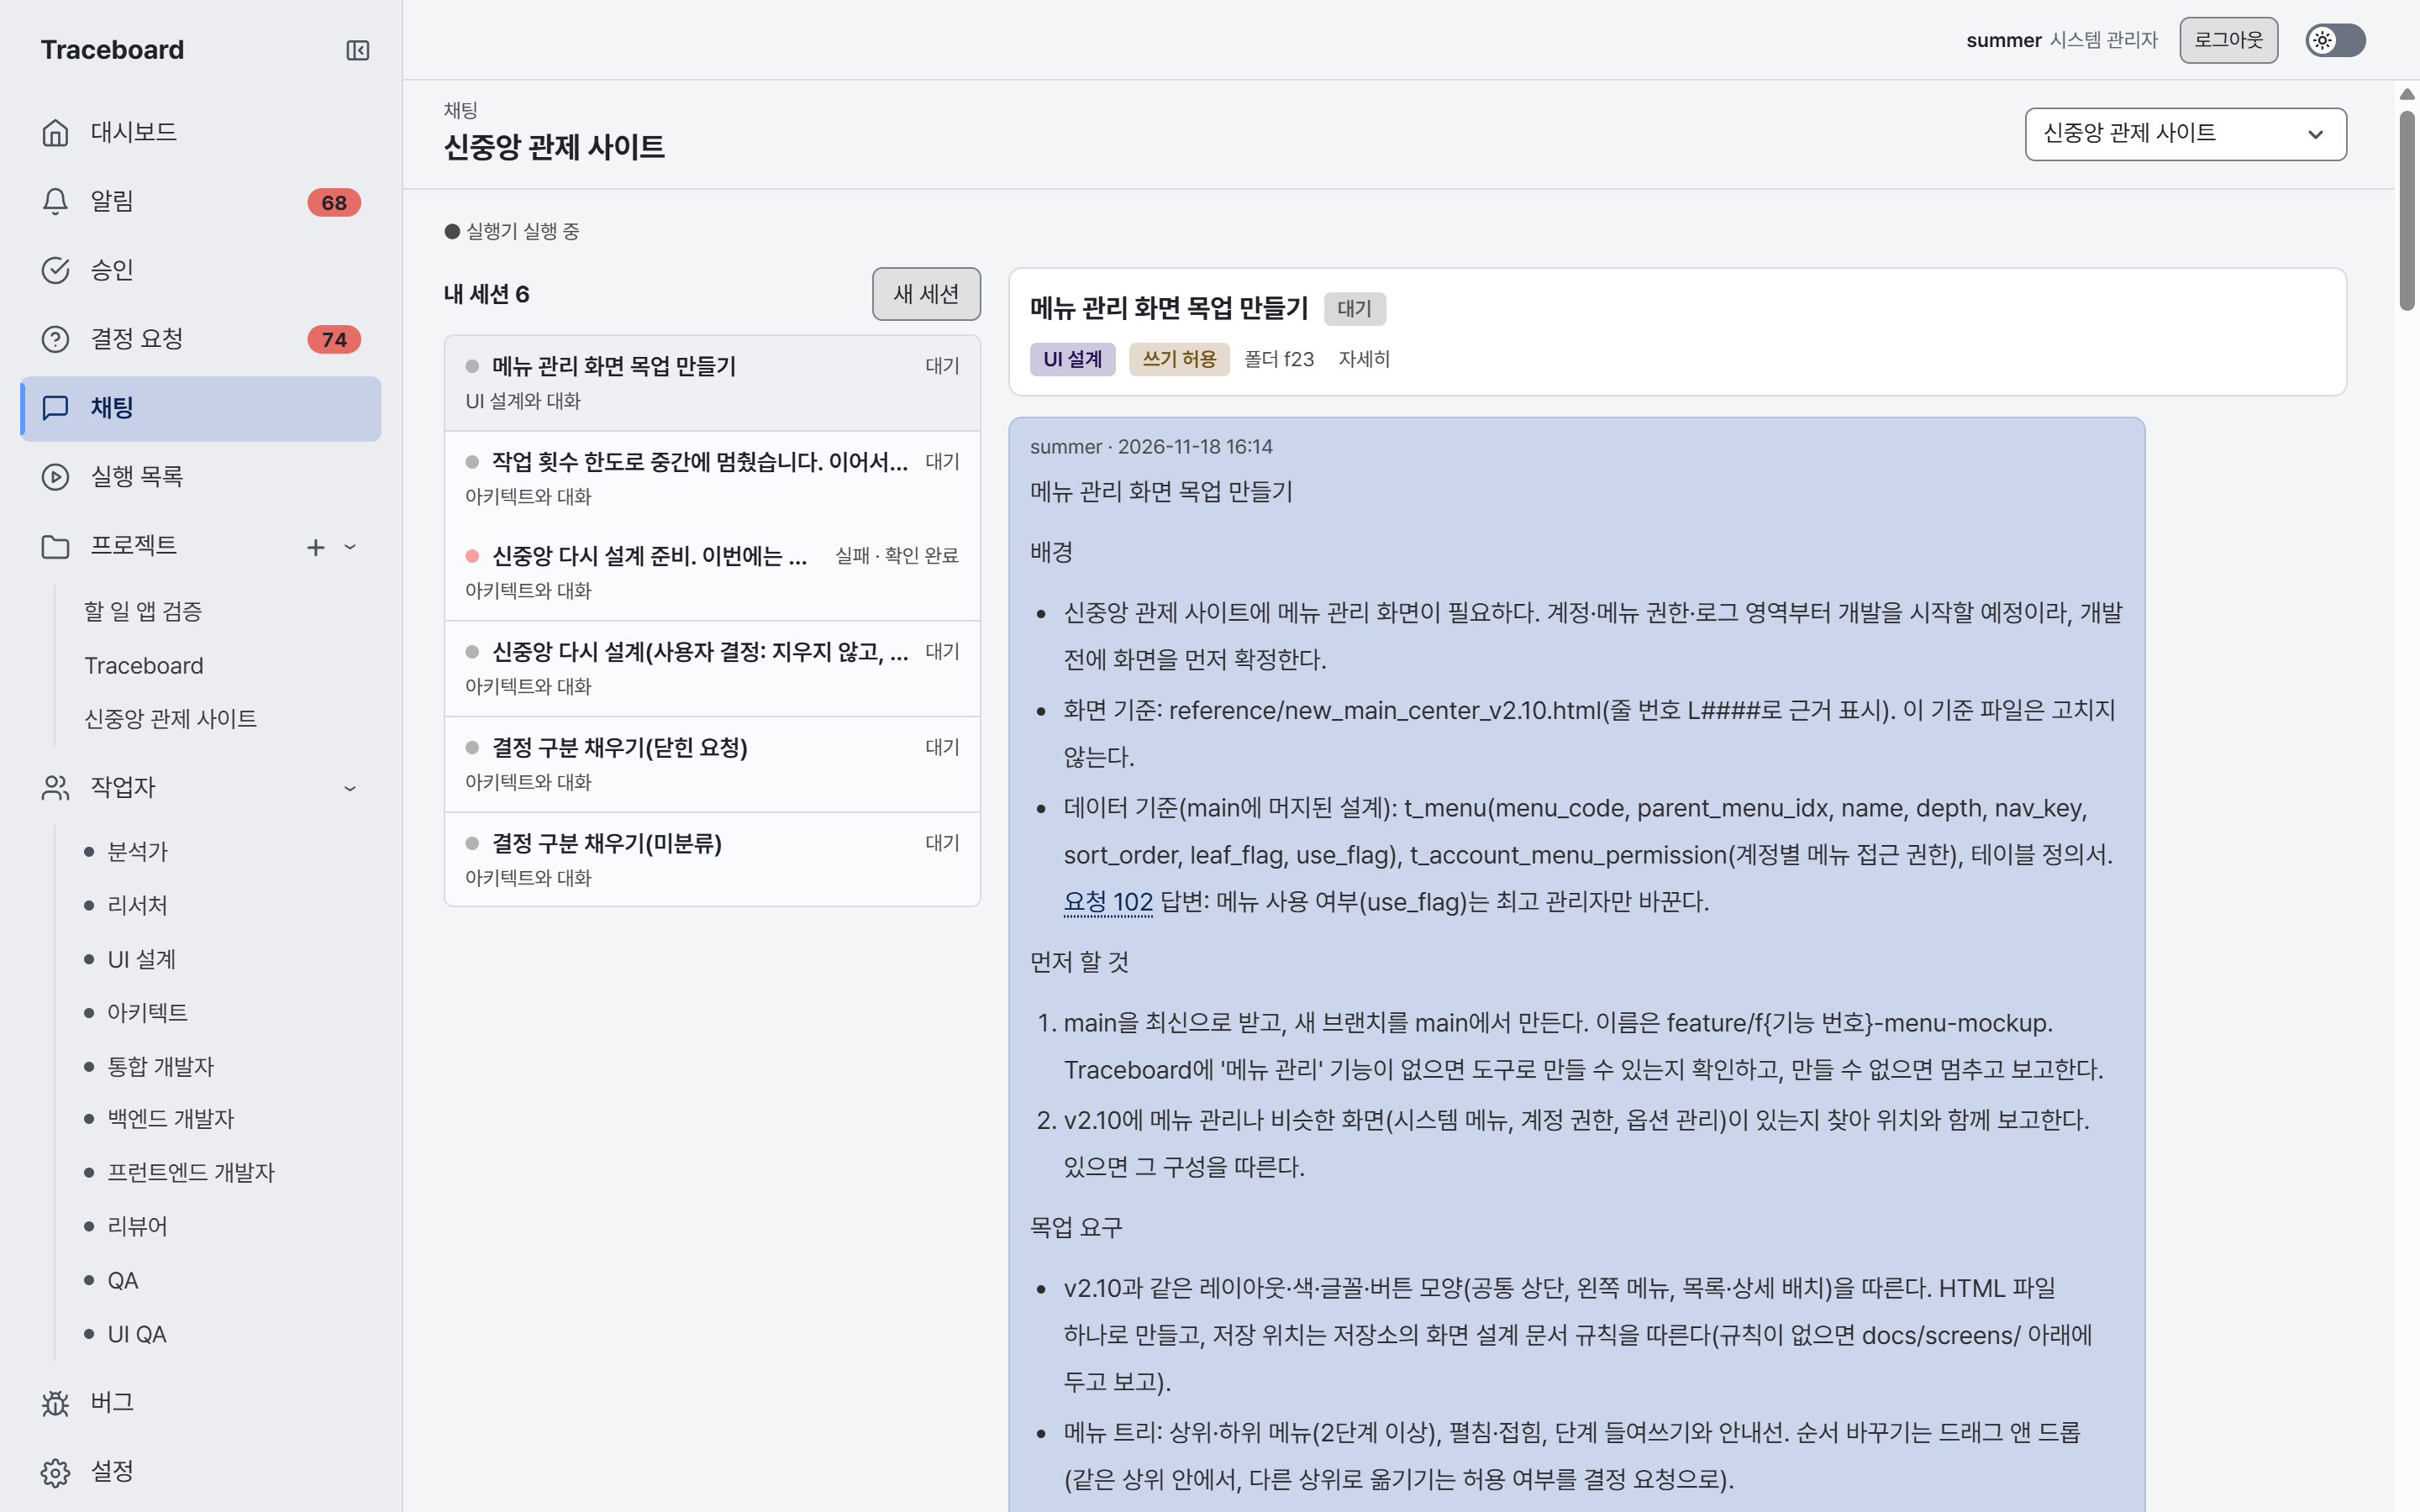 Traceboard
대시보드
알림 68
승인
결정 요청 74
채팅
실행 목록
프로젝트
할 일 앱 검증
Traceboard
신중앙 관제 사이트
작업자
분석가
리서처
UI 설계
아키텍트
통합 개발자
백엔드 개발자
프런트엔드 개발자
리뷰어
QA
UI QA
버그
설정
summer 시스템 관리자 로그아웃
채팅
신중앙 관제 사이트
신중앙 관제 사이트
실행기 실행 중
내 세션 6 새 세션
메뉴 관리 화면 목업 만들기 대기
UI 설계와 대화
작업 횟수 한도로 중간에 멈췄습니다. 이어서... 대기
아키텍트와 대화
신중앙 다시 설계 준비. 이번에는 ... 실패 · 확인 완료
아키텍트와 대화
신중앙 다시 설계(사용자 결정: 지우지 않고, ... 대기
아키텍트와 대화
결정 구분 채우기(닫힌 요청) 대기
아키텍트와 대화
결정 구분 채우기(미분류) 대기
아키텍트와 대화
메뉴 관리 화면 목업 만들기 대기
UI 설계 쓰기 허용 폴더 f23 자세히
summer · 2026-11-18 16:14
메뉴 관리 화면 목업 만들기
배경
• 신중앙 관제 사이트에 메뉴 관리 화면이 필요하다. 계정·메뉴 권한·로그 영역부터 개발을 시작할 예정이라, 개발
전에 화면을 먼저 확정한다.
• 화면 기준: reference/new_main_center_v2.10.html(줄 번호 L####로 근거 표시). 이 기준 파일은 고치지
않는다.
• 데이터 기준(main에 머지된 설계): t_menu(menu_code, parent_menu_idx, name, depth, nav_key,
sort_order, leaf_flag, use_flag), t_account_menu_permission(계정별 메뉴 접근 권한), 테이블 정의서.
요청 102 답변: 메뉴 사용 여부(use_flag)는 최고 관리자만 바꾼다.
먼저 할 것
1. main을 최신으로 받고, 새 브랜치를 main에서 만든다. 이름은 feature/f{기능 번호}-menu-mockup.
Traceboard에 '메뉴 관리' 기능이 없으면 도구로 만들 수 있는지 확인하고, 만들 수 없으면 멈추고 보고한다.
2. v2.10에 메뉴 관리나 비슷한 화면(시스템 메뉴, 계정 권한, 옵션 관리)이 있는지 찾아 위치와 함께 보고한다.
있으면 그 구성을 따른다.
목업 요구
• v2.10과 같은 레이아웃·색·글꼴·버튼 모양(공통 상단, 왼쪽 메뉴, 목록·상세 배치)을 따른다. HTML 파일
하나로 만들고, 저장 위치는 저장소의 화면 설계 문서 규칙을 따른다(규칙이 없으면 docs/screens/ 아래에
두고 보고).
• 메뉴 트리: 상위·하위 메뉴(2단계 이상), 펼침·접힘, 단계 들여쓰기와 안내선. 순서 바꾸기는 드래그 앤 드롭
(같은 상위 안에서, 다른 상위로 옮기기는 허용 여부를 결정 요청으로).